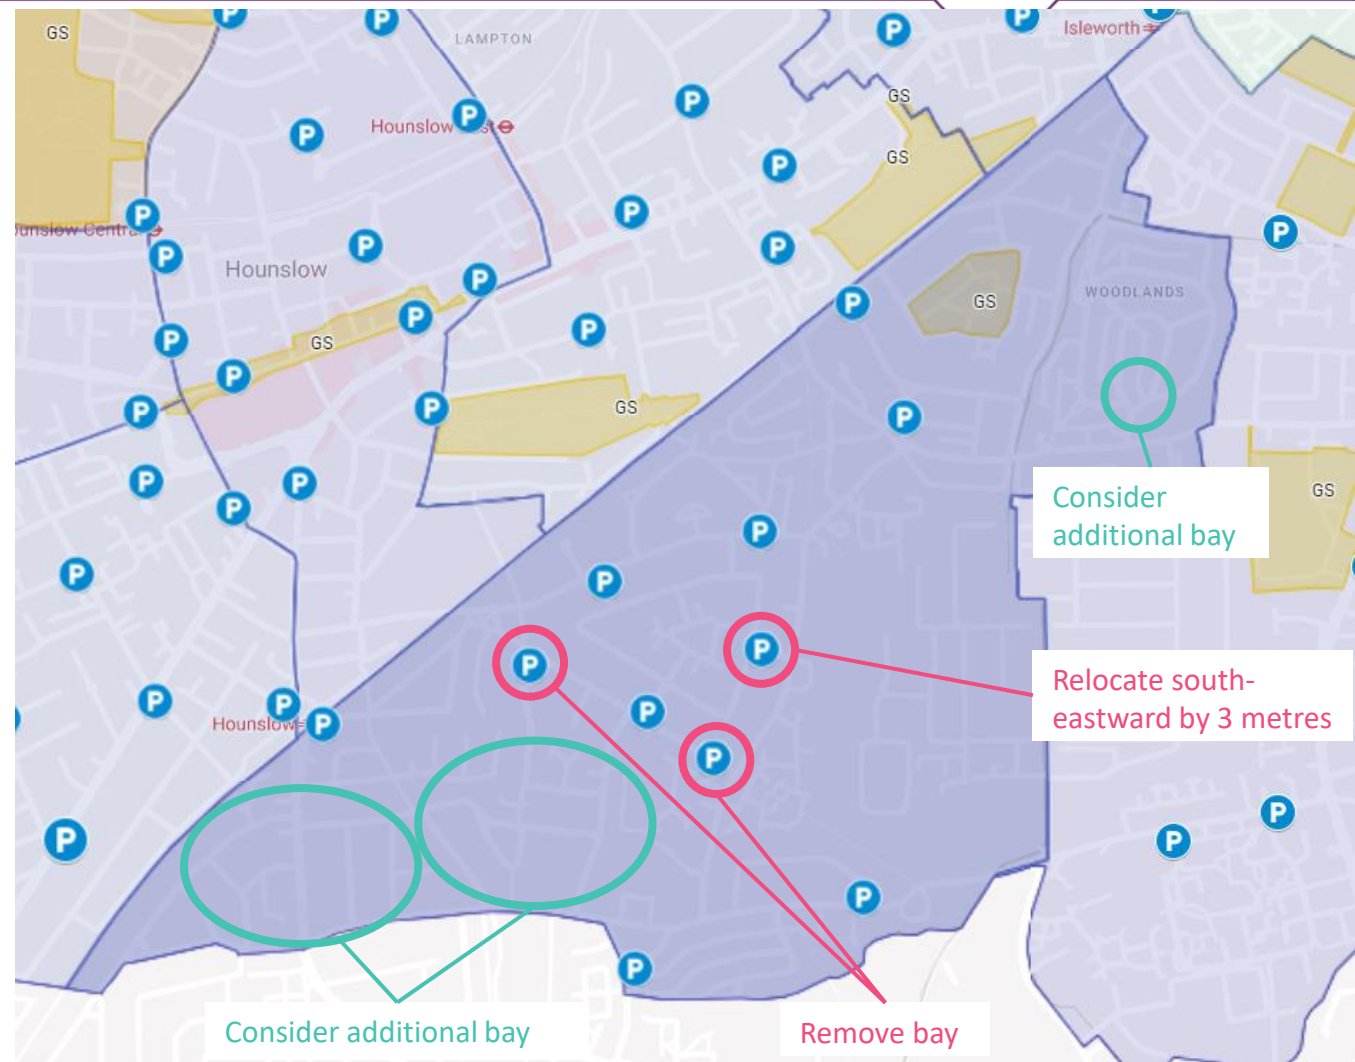 GS
LAMPTON
Isleworth
P
P
P
P
P
P
GS
P
Hounslow East
P
P
GS
P
P
P
Hounslow Central
P
P
P
P
Hounslow
P
GS
WOODLANDS
P
P
P
P
GS
P
P
P
P
GS
P
P
GS
Consider
additional bay
P
P
P
P
P
P
P
P
P
Relocate south-
eastward by 3 metres
P
P
P
Hounslow
P
P
P
P
P
P
P
Consider additional bay
Remove bay